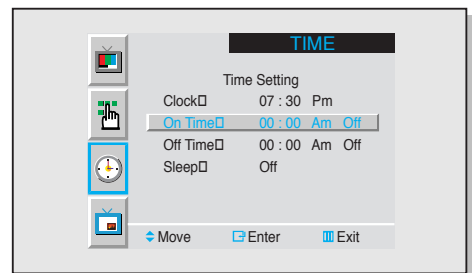 TIME
Time Setting
Clock□ 07 : 30 Pm
On Time□ 00 : 00 Am Off
Off Time□ 00 : 00 Am Off
Sleep□ Off
Move Enter Exit